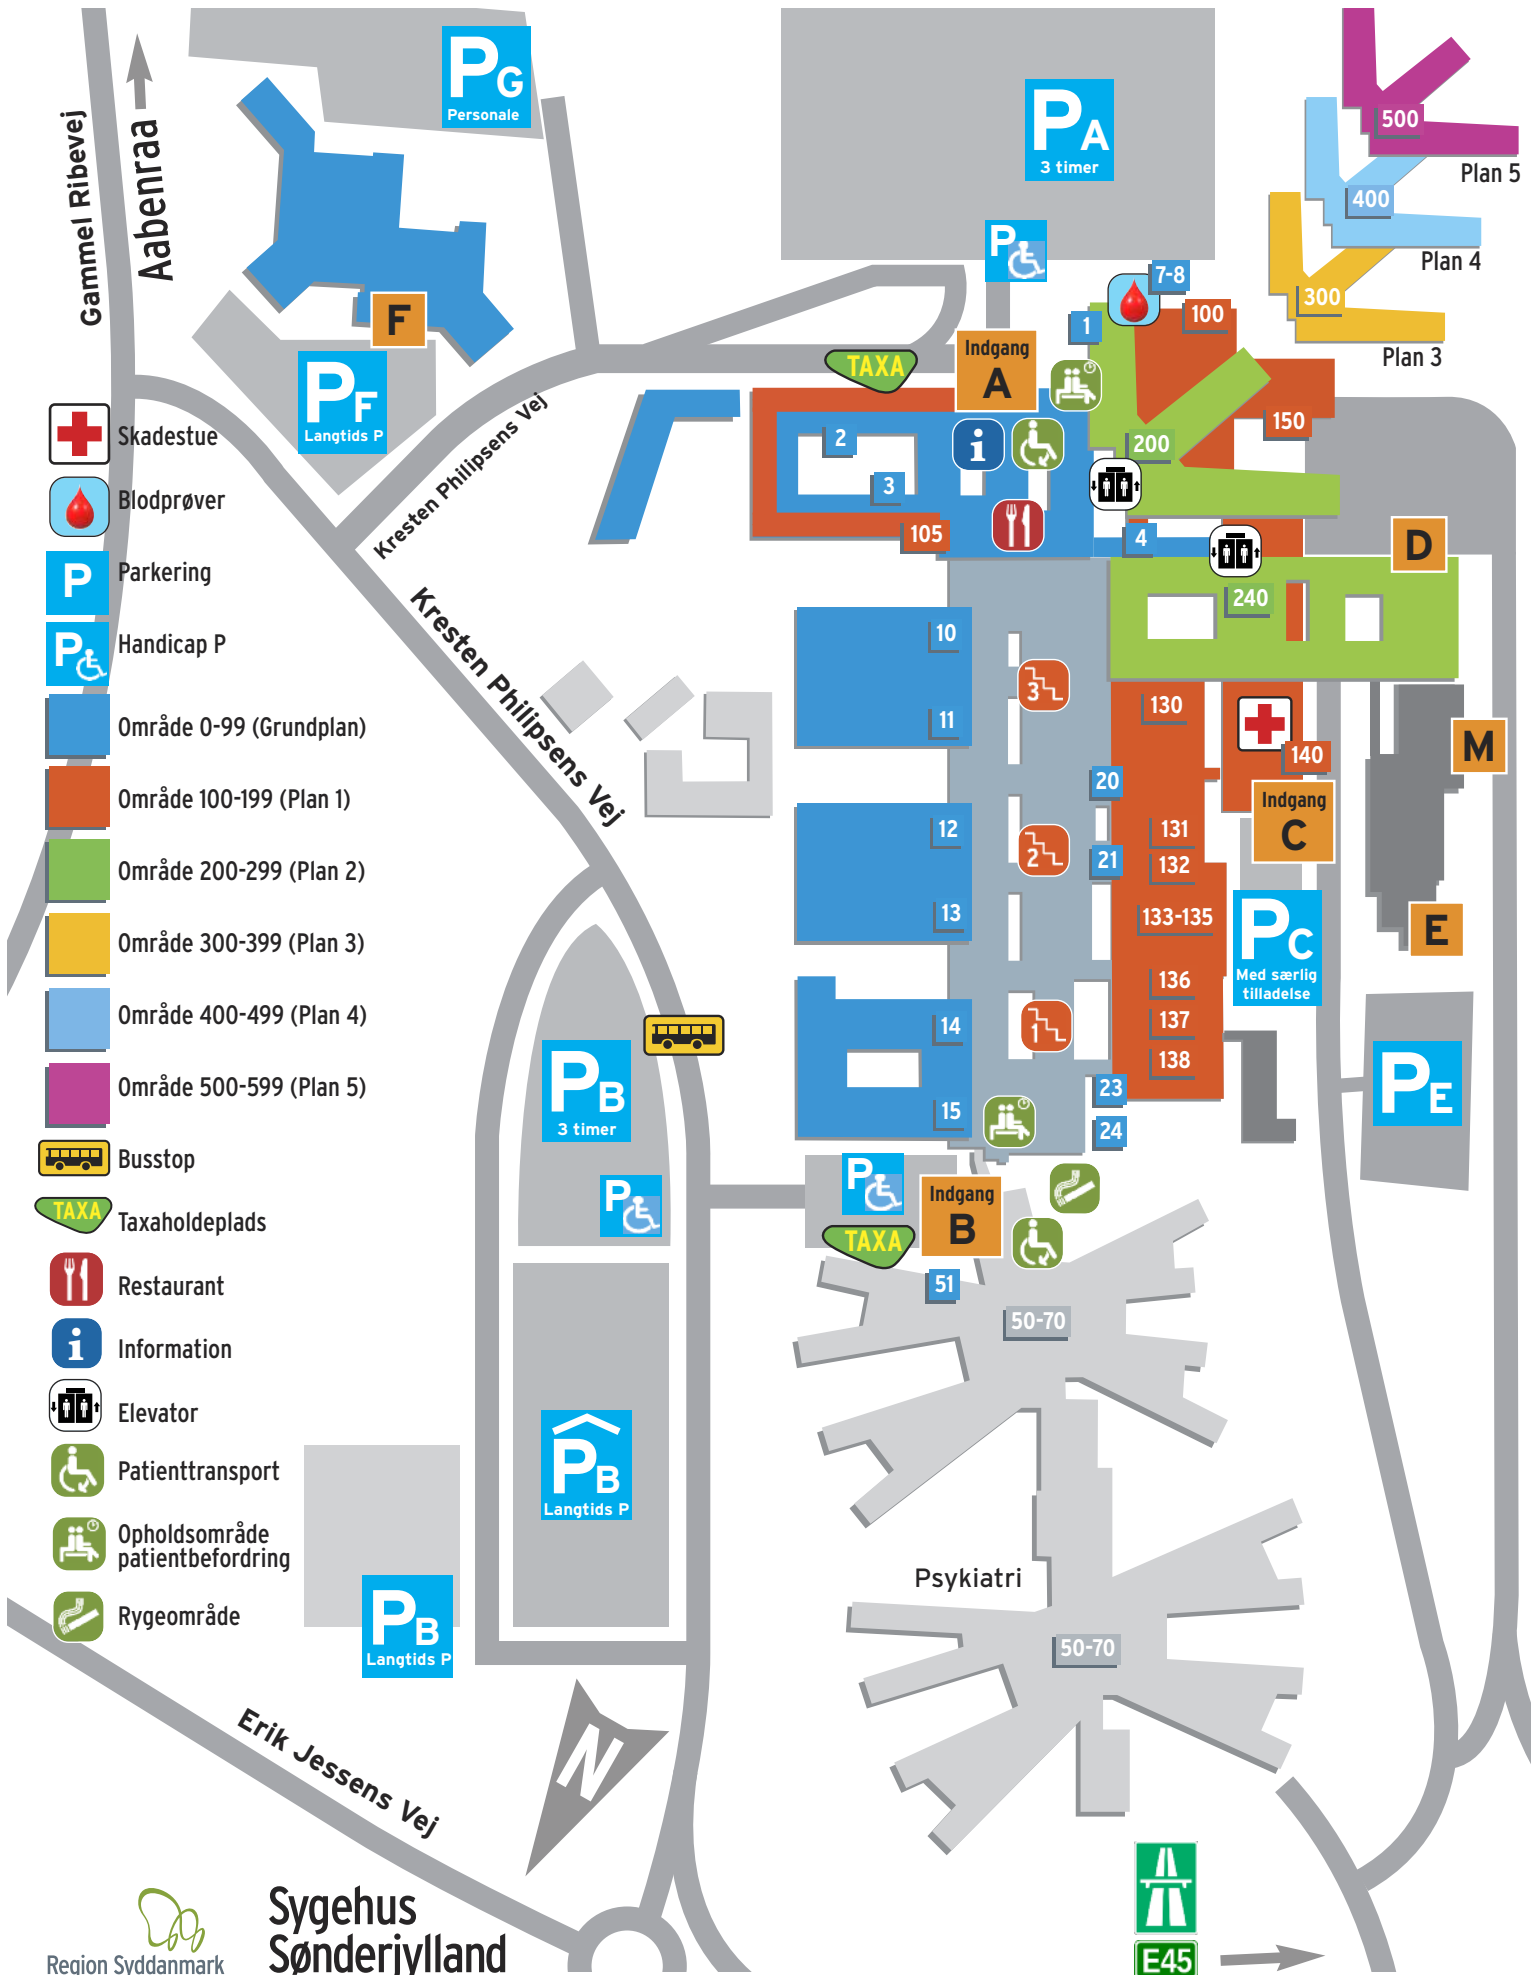 Gammel Ribevej
Aabenraa
PG
Personale
PA
3 timer
P
500
Plan 5
400
Plan 4
300
Plan 3
7-8
1
100
F
PF
Langtids P
TAXA
Indgang
A
150
200
2
i
3
105
4
D
240
Kresten Philipsens Vej
Kresten Philipsens Vej
Skadestue
Blodprøver
P
Parkering
P
Handicap P
Område 0-99 (Grundplan)
Område 100-199 (Plan 1)
Område 200-299 (Plan 2)
Område 300-399 (Plan 3)
Område 400-499 (Plan 4)
Område 500-599 (Plan 5)
Busstop
TAXA
Taxaholdeplads
Restaurant
i
Information
Elevator
Patienttransport
Opholdsområde
patientbefordring
Rygeområde
10
3
11
130
140
M
20
Indgang
C
12
2
21
131
132
13
133-135
E
PC
Med særlig
tilladelse
14
1
136
137
138
15
23
24
PE
PB
3 timer
P
P
TAXA
Indgang
B
51
50-70
PB
Langtids P
PB
Langtids P
Psykiatri
50-70
N
Erik Jessens Vej
Region Syddanmark
Sygehus
Sønderjylland
E45